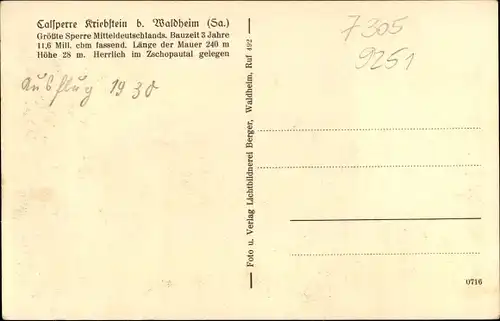 Talsperre Kriebstein b. Waldheim (Sa.)
Größte Sperre Mitteldeutschlands. Bauzeit 3 Jahre
11,6 Mill. cbm fassend. Länge der Mauer 240 m
Höhe 28 m. Herrlich im Zschopautal gelegen
Ausflug 1930
7305
9251
Foto u. Verlag Lichtbildnerei Berger, Waldheim, Ruf 492
0716